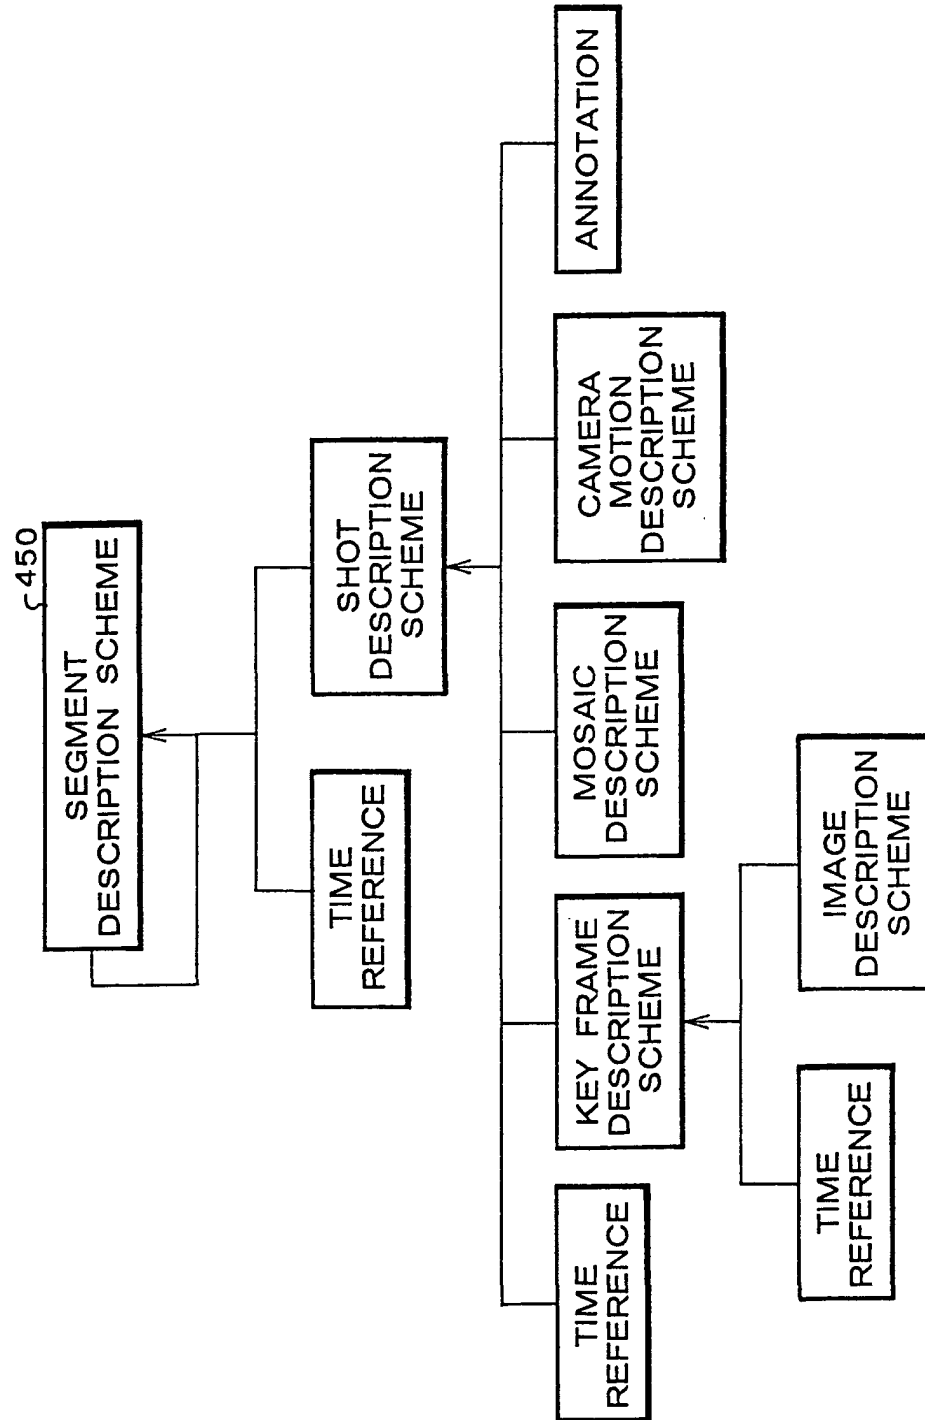 450
SEGMENT
DESCRIPTION SCHEME
TIME
REFERENCE
SHOT
DESCRIPTION
SCHEME
TIME
REFERENCE
KEY FRAME
DESCRIPTION
SCHEME
MOSAIC
DESCRIPTION
SCHEME
CAMERA
MOTION
DESCRIPTION
SCHEME
ANNOTATION
TIME
REFERENCE
IMAGE
DESCRIPTION
SCHEME